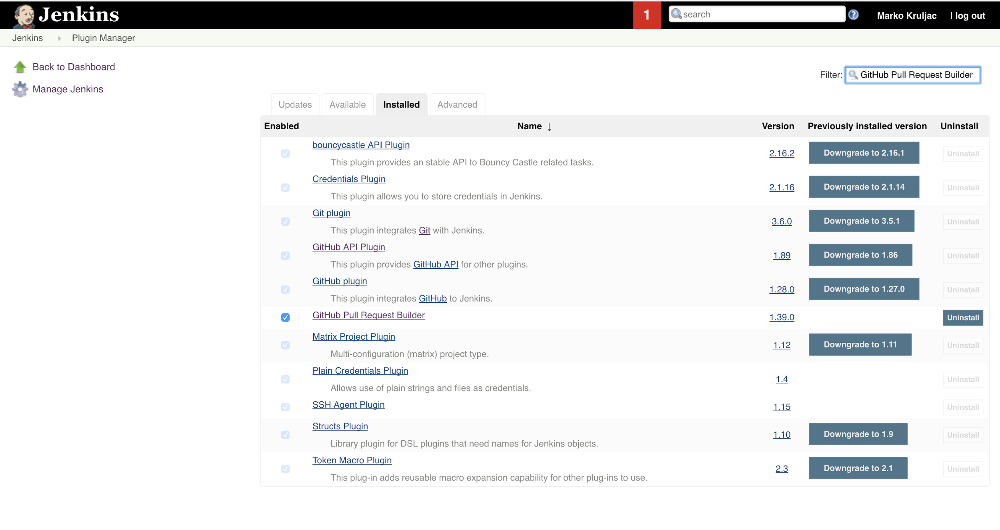 Jenkins
1
search
?
Marko Kruljac
| log out
Jenkins
Plugin Manager
Back to Dashboard
Manage Jenkins
Filter:
GitHub Pull Request Builder
Updates
Available
Installed
Advanced
Enabled
Name ↓
Version
Previously installed version
Uninstall
bouncycastle API Plugin
This plugin provides an stable API to Bouncy Castle related tasks.
2.16.2
Downgrade to 2.16.1
Uninstall
Credentials Plugin
This plugin allows you to store credentials in Jenkins.
2.1.16
Downgrade to 2.1.14
Uninstall
Git plugin
This plugin integrates Git with Jenkins.
3.6.0
Downgrade to 3.5.1
Uninstall
GitHub API Plugin
This plugin provides GitHub API for other plugins.
1.89
Downgrade to 1.86
Uninstall
GitHub plugin
This plugin integrates GitHub to Jenkins.
1.28.0
Downgrade to 1.27.0
Uninstall
GitHub Pull Request Builder
1.39.0
Uninstall
Matrix Project Plugin
Multi-configuration (matrix) project type.
1.12
Downgrade to 1.11
Uninstall
Plain Credentials Plugin
Allows use of plain strings and files as credentials.
1.4
Uninstall
SSH Agent Plugin
1.15
Uninstall
Structs Plugin
Library plugin for DSL plugins that need names for Jenkins objects.
1.10
Downgrade to 1.9
Uninstall
Token Macro Plugin
This plug-in adds reusable macro expansion capability for other plug-ins to use.
2.3
Downgrade to 2.1
Uninstall